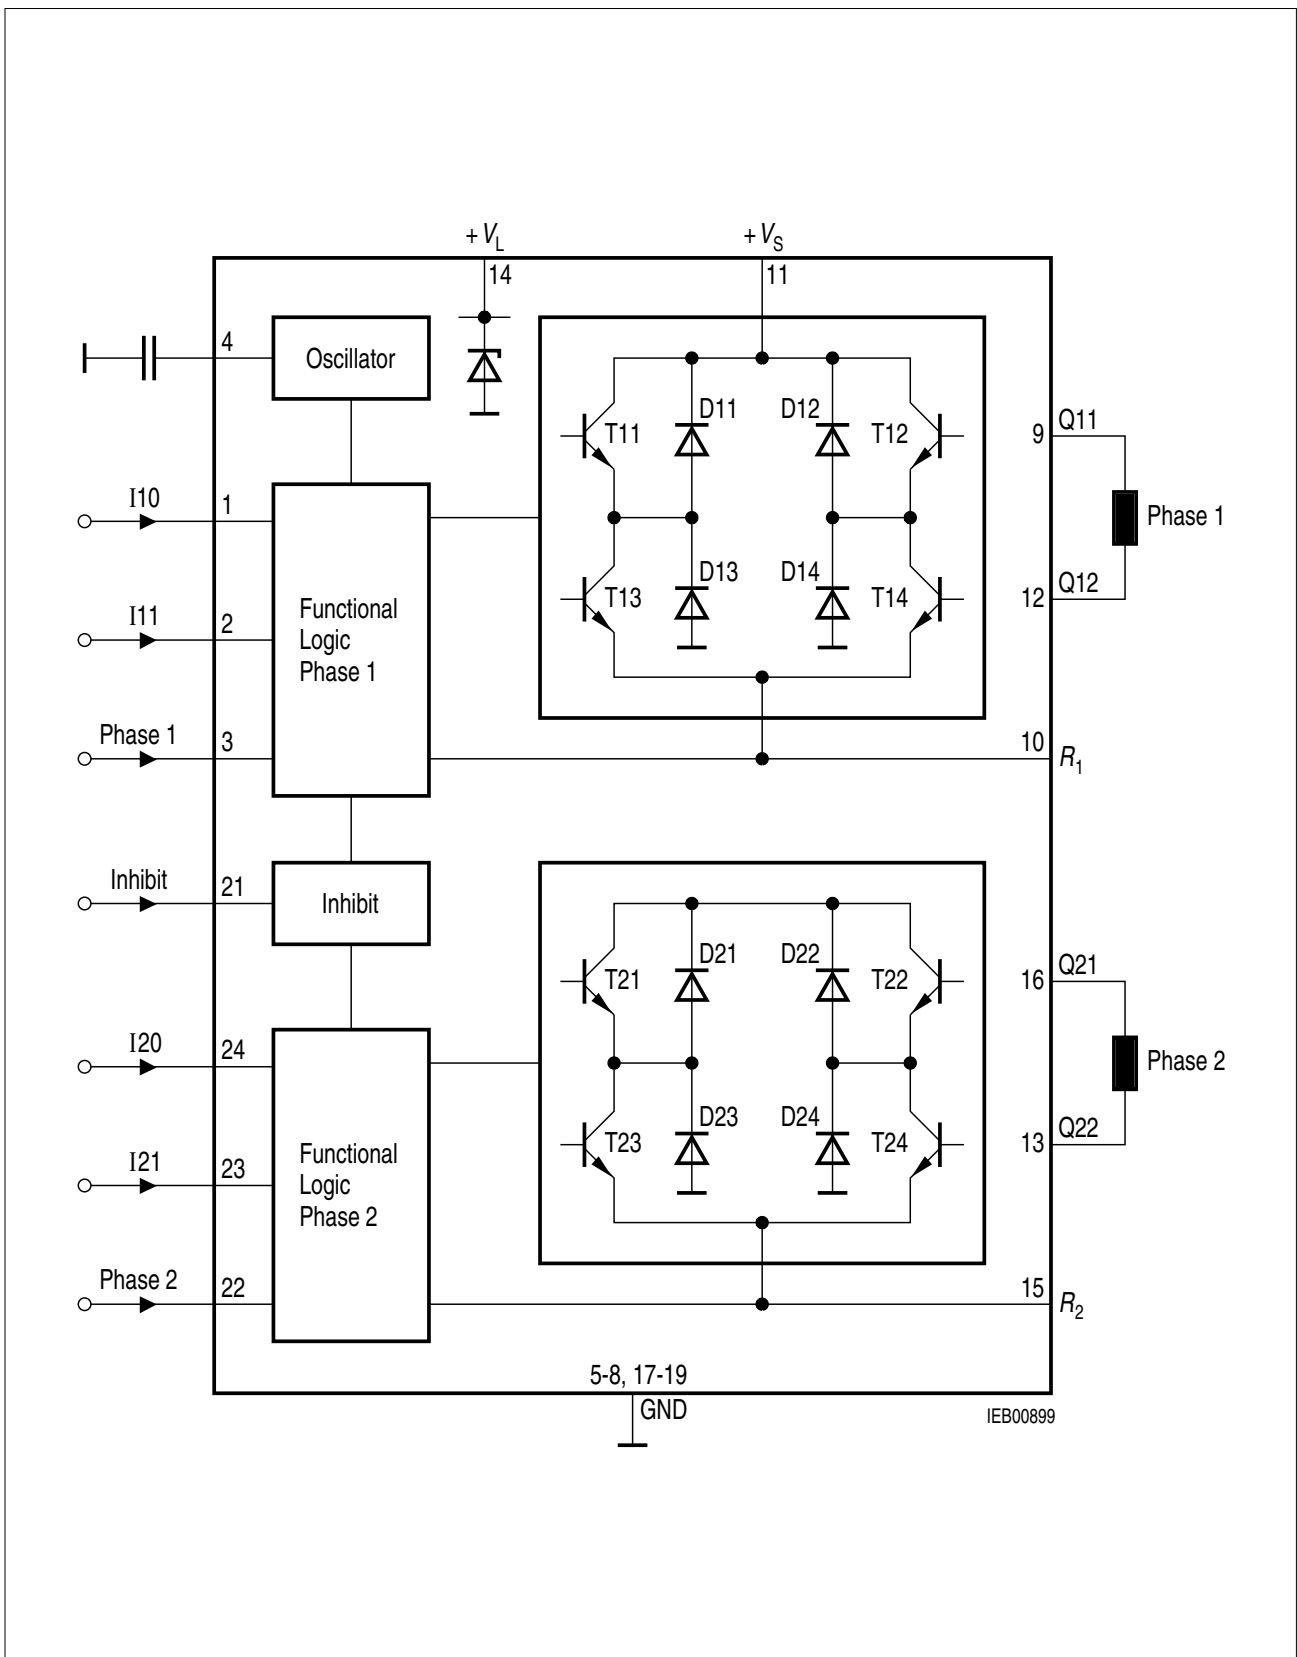 + VL
+ VS
14
11
4
Oscillator
D11
D12
T11
T12
9
Q11
I10
1
Phase 1
D13
D14
T13
T14
12
Q12
I11
2
Functional
Logic
Phase 1
Phase 1
3
10
R1
Inhibit
21
Inhibit
D21
D22
T21
T22
16
Q21
I20
24
Phase 2
D23
D24
T23
T24
13
Q22
I21
23
Functional
Logic
Phase 2
Phase 2
22
15
R2
5-8, 17-19
GND
IEB00899